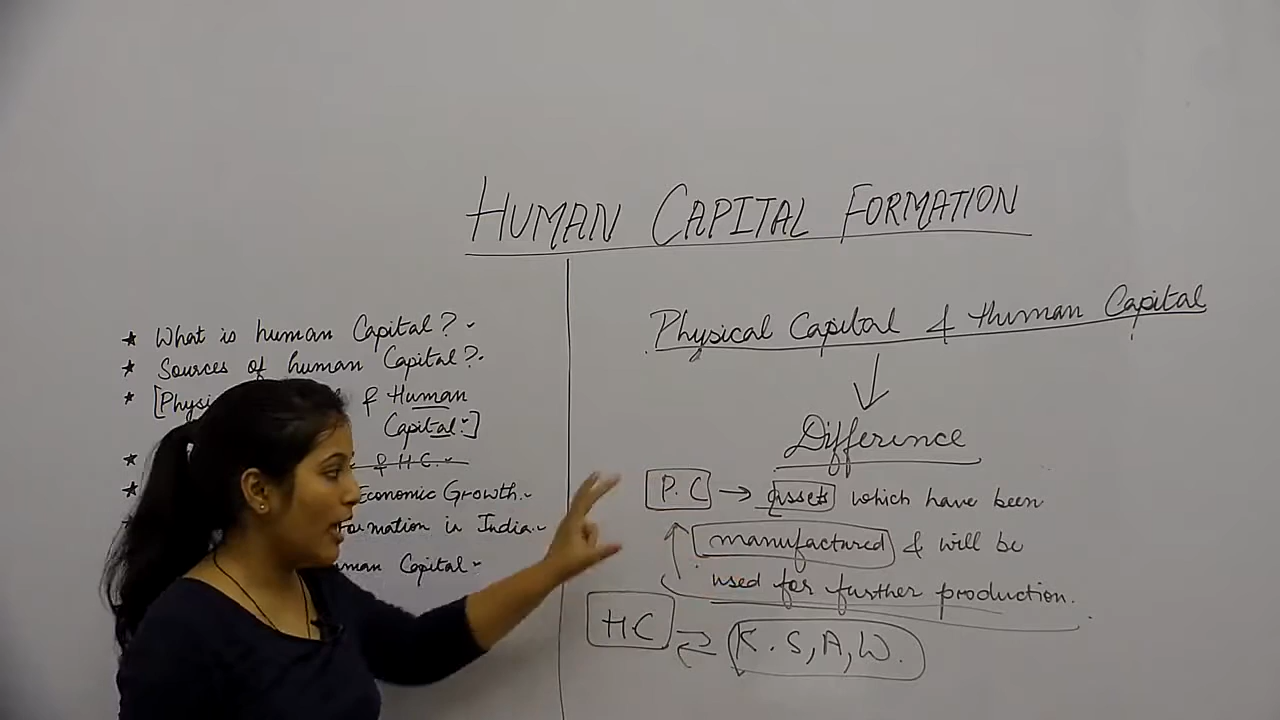 HUMAN CAPITAL FORMATION
* What is human Capital?
* Sources of human Capital?
* [Physi & Human
Capital.]
* & H.C.
* Economic Growth.
Formation in India.
Capital
Physical Capital & Human Capital
Difference
P.C → assets which have been
manufactured & will be
used for further production.
HC K. S, A, W.